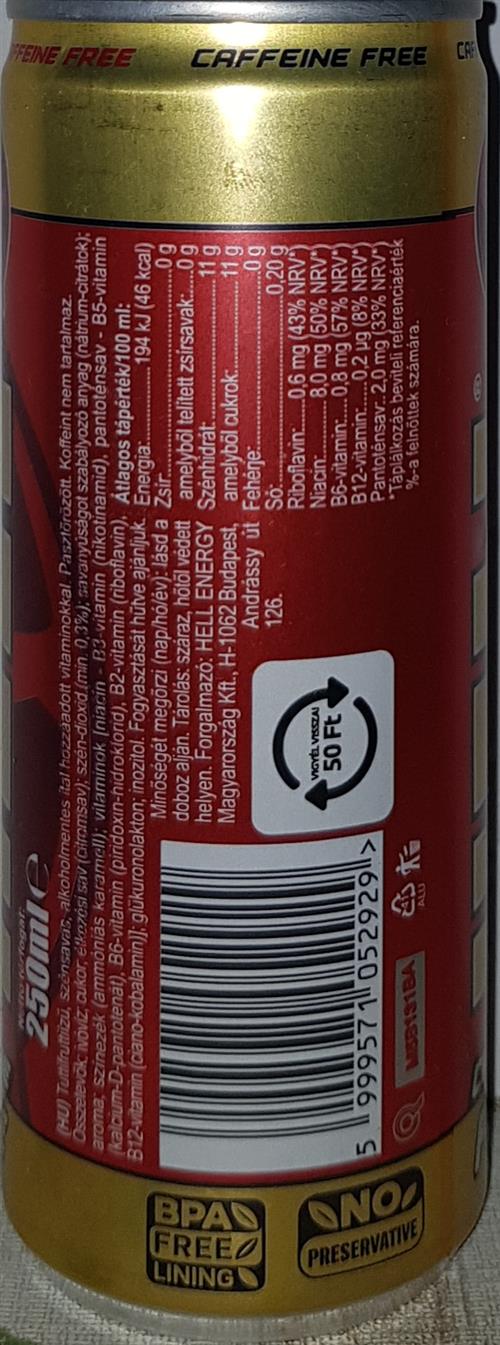 FFEINE FREE
CAFFEINE FREE
CAF
Nettó térfogat:
250ml e
(HU) Tuttifruttiízű, szénsavas, alkoholmentes ital hozzáadott vitaminokkal. Pasztőrözött. Koffeint nem tartalmaz.
Összetevők: ivóvíz, cukor, étkezési sav (citromsav), szén-dioxid (min. 0,3%), savanyúságot szabályozó anyag (nátrium-citrátok);
aroma, színezék (ammóniás karamell); vitaminok [niacin - B3-vitamin (nikotinamid), pantoténsav - B5-vitamin
(kalcium-D-pantotenát), B6-vitamin (piridoxin-hidroklorid), B2-vitamin (riboflavin),
B12-vitamin (ciano-kobalamin)]; glükuronolakton; inozitol. Fogyasztását hűtve ajánljuk.
Minőségét megőrzi (nap/hó/év): lásd a
doboz alján. Tárolás: száraz, hőtől védett
helyen. Forgalmazó: HELL ENERGY
Magyarország Kft., H-1062 Budapest,
Andrássy út
126.
Átlagos tápérték/100 ml:
Energia:..........194 kJ (46 kcal)
Zsír:..........0 g
amelyből telített zsírsavak:...0 g
Szénhidrát:..........11 g
amelyből cukrok:..........11 g
Fehérje:..........0 g
Só:..........0,20 g
Riboflavin:.....0,6 mg (43% NRV*)
Niacin:.....8,0 mg (50% NRV*)
B6-vitamin:.....0,8 mg (57% NRV*)
B12-vitamin:....0,2 µg (8% NRV*)
Pantoténsav:..2,0 mg (33% NRV*)
*Táplálkozási beviteli referenciaérték
%-a felnőttek számára.
VIGYÉL VISSZA!
50 Ft
5 999571 052929 >
ALU
®
BPA
FREE
LINING
NO
PRESERVATIVE